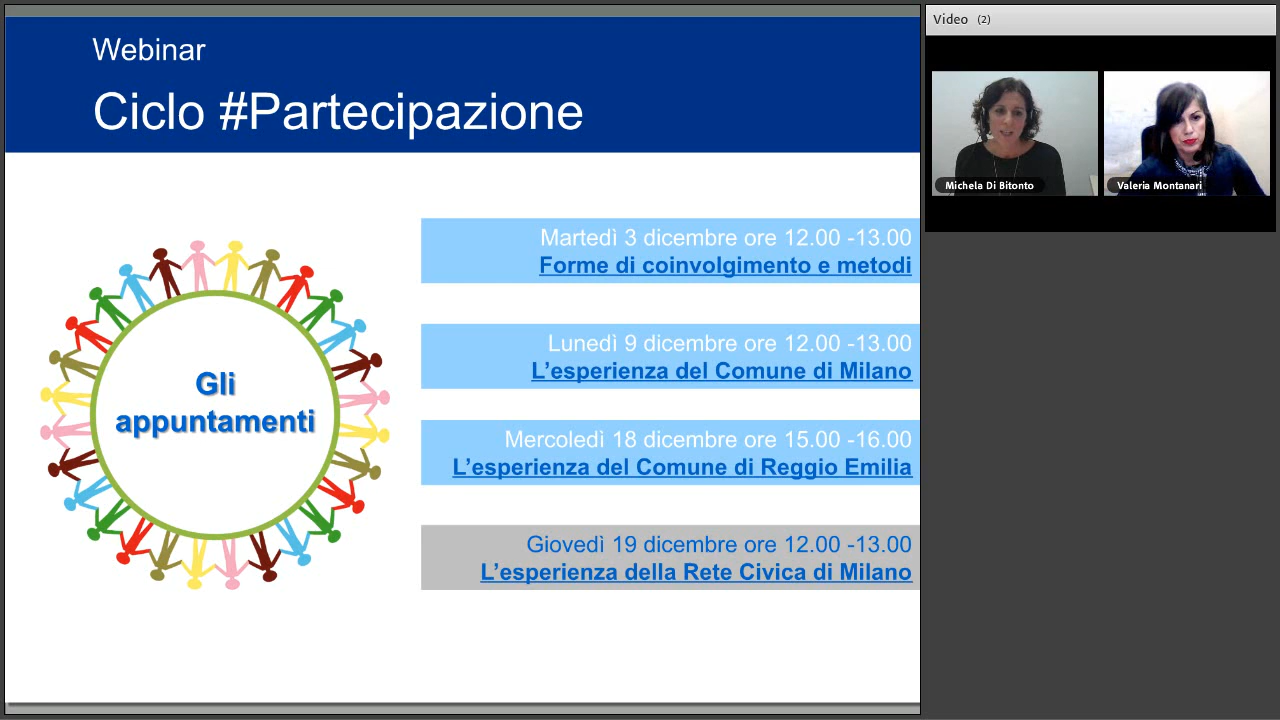 Webinar
Ciclo #Partecipazione
Gli
appuntamenti
Martedì 3 dicembre ore 12.00 -13.00
Forme di coinvolgimento e metodi
Lunedì 9 dicembre ore 12.00 -13.00
L’esperienza del Comune di Milano
Mercoledì 18 dicembre ore 15.00 -16.00
L’esperienza del Comune di Reggio Emilia
Giovedì 19 dicembre ore 12.00 -13.00
L’esperienza della Rete Civica di Milano
Video (2)
Michela Di Bitonto
Valeria Montanari